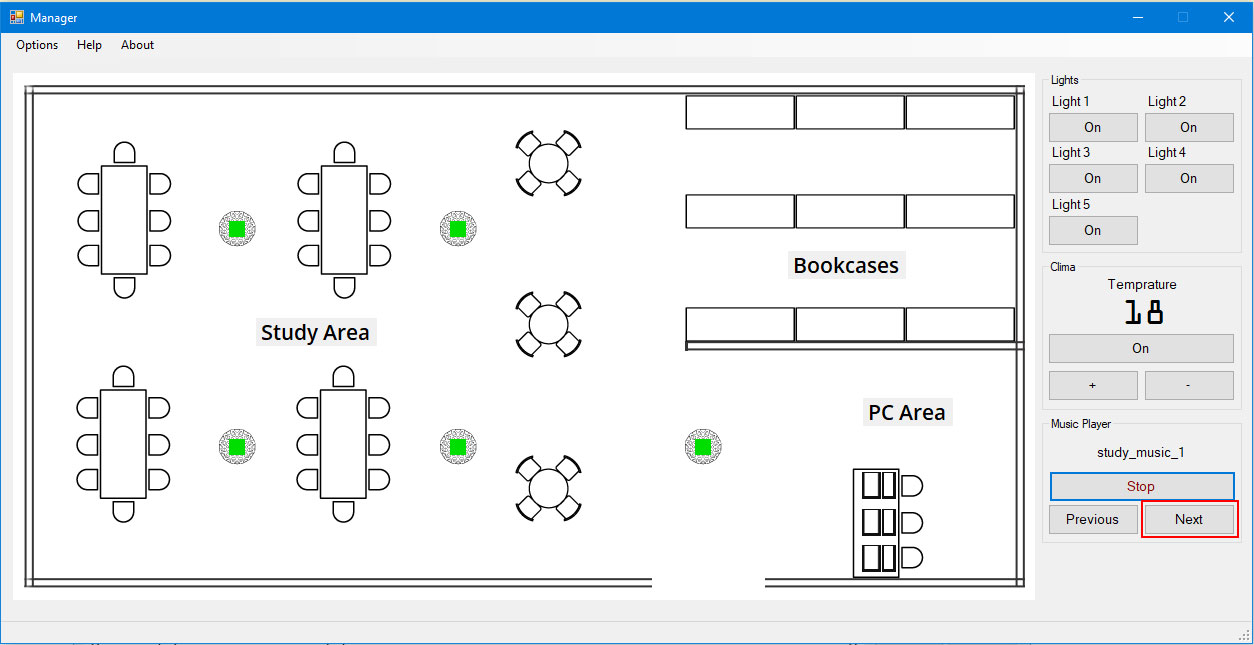 Manager
Options Help About
Study Area
Bookcases
PC Area
Lights
Light 1 Light 2
On On
Light 3 Light 4
On On
Light 5
On
Clima
Temprature
18
On
+ -
Music Player
study_music_1
Stop
Previous Next